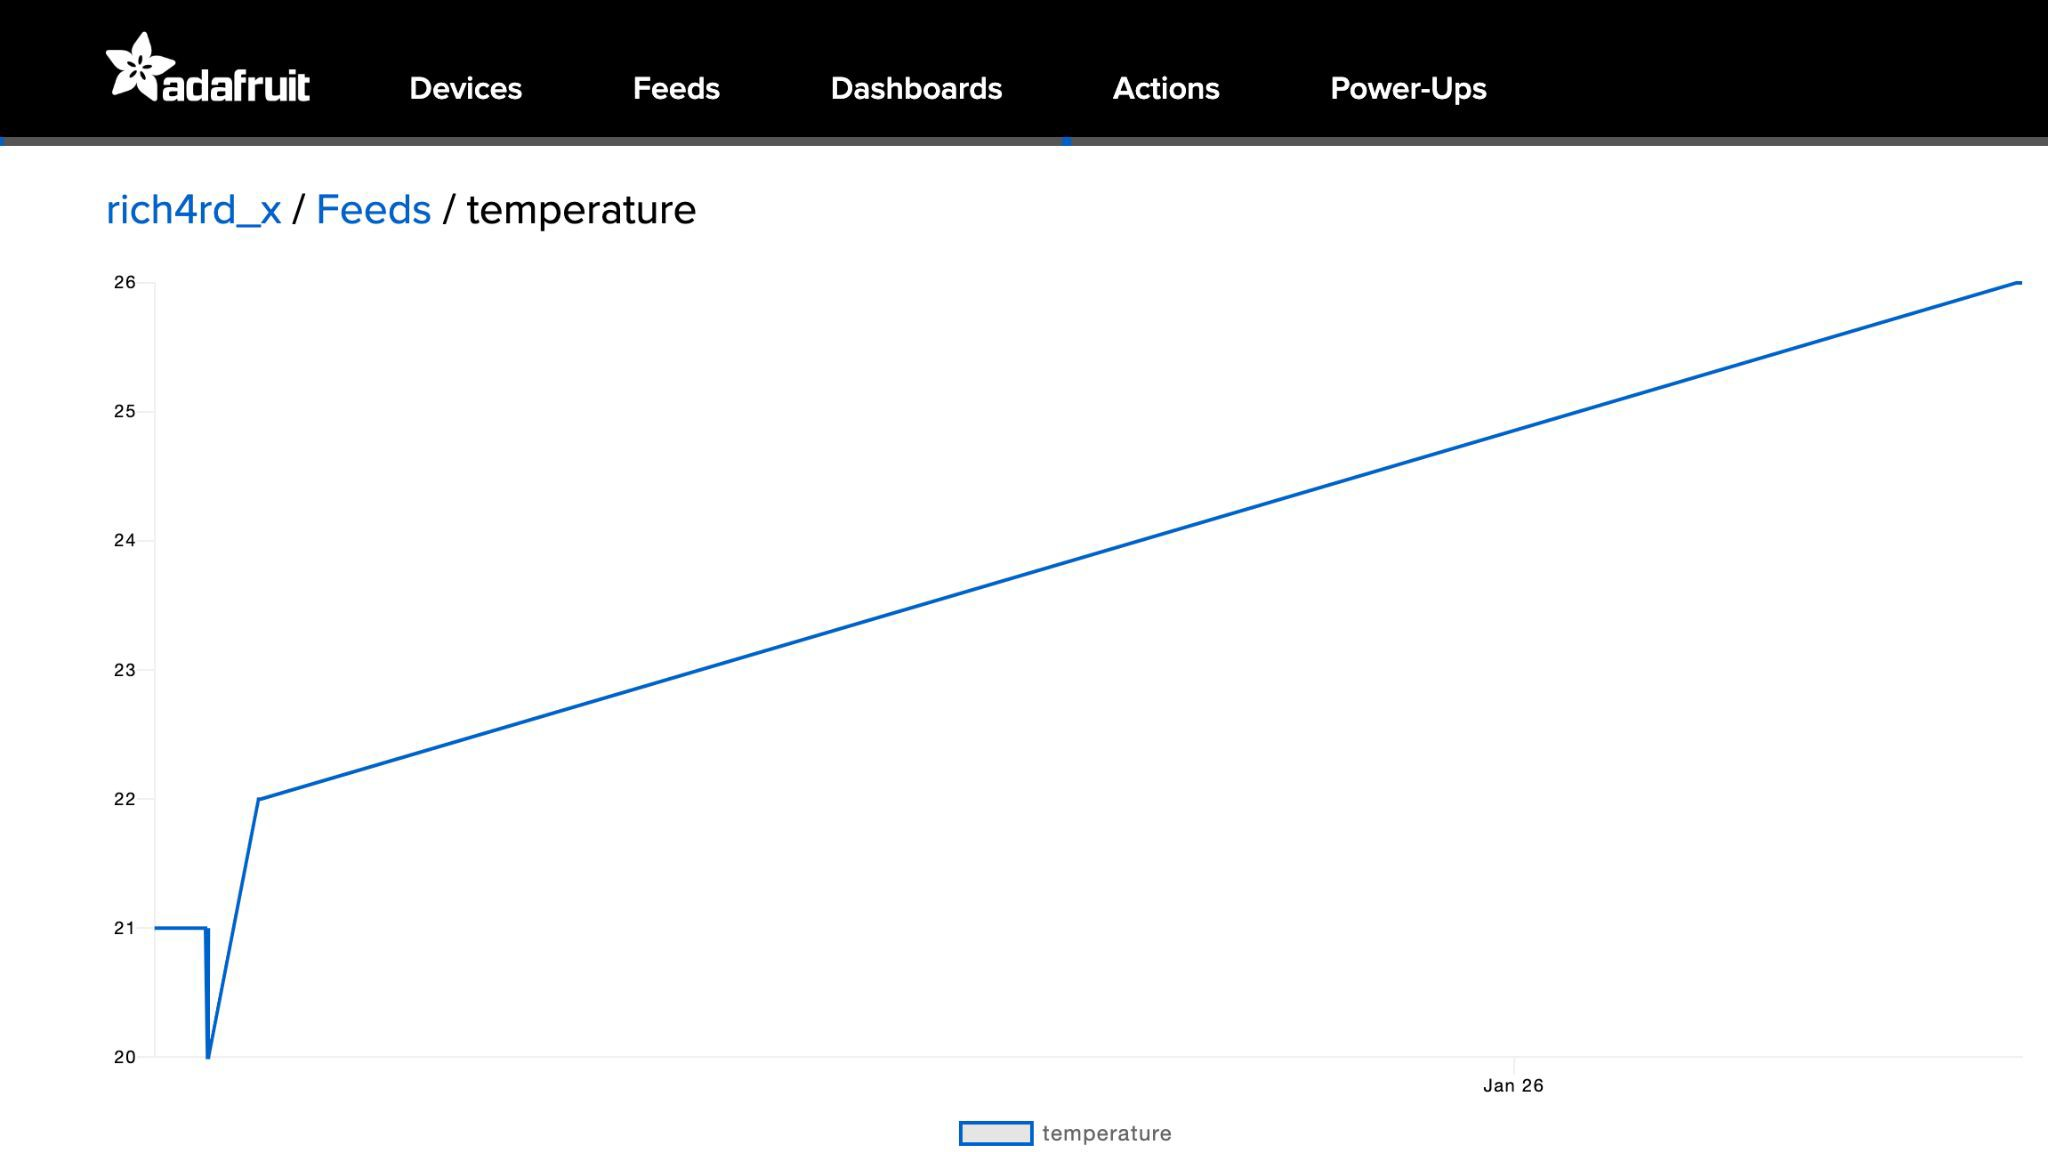 adafruit
Devices Feeds Dashboards Actions Power-Ups
rich4rd_x / Feeds / temperature
26
25
24
23
22
21
20
Jan 26
temperature